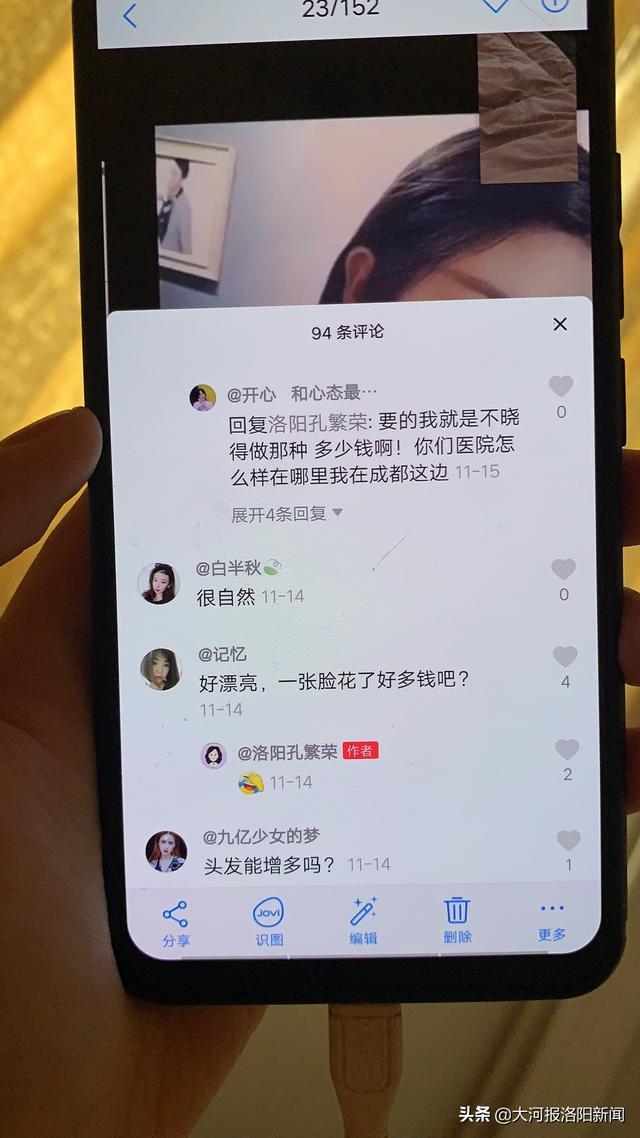 23/152
94 条评论
@开心 和心态最…
回复洛阳孔繁荣: 要的我就是不晓
得做那种 多少钱啊！你们医院怎
么样在哪里我在成都这边 11-15
0
展开4条回复
@白半秋
很自然 11-14
0
@记忆
好漂亮，一张脸花了好多钱吧？
11-14
4
@洛阳孔繁荣 作者
11-14
2
@九亿少女的梦
头发能增多吗？ 11-14
1
JOVI
分享 识图 编辑 删除 更多
头条 @大河报洛阳新闻